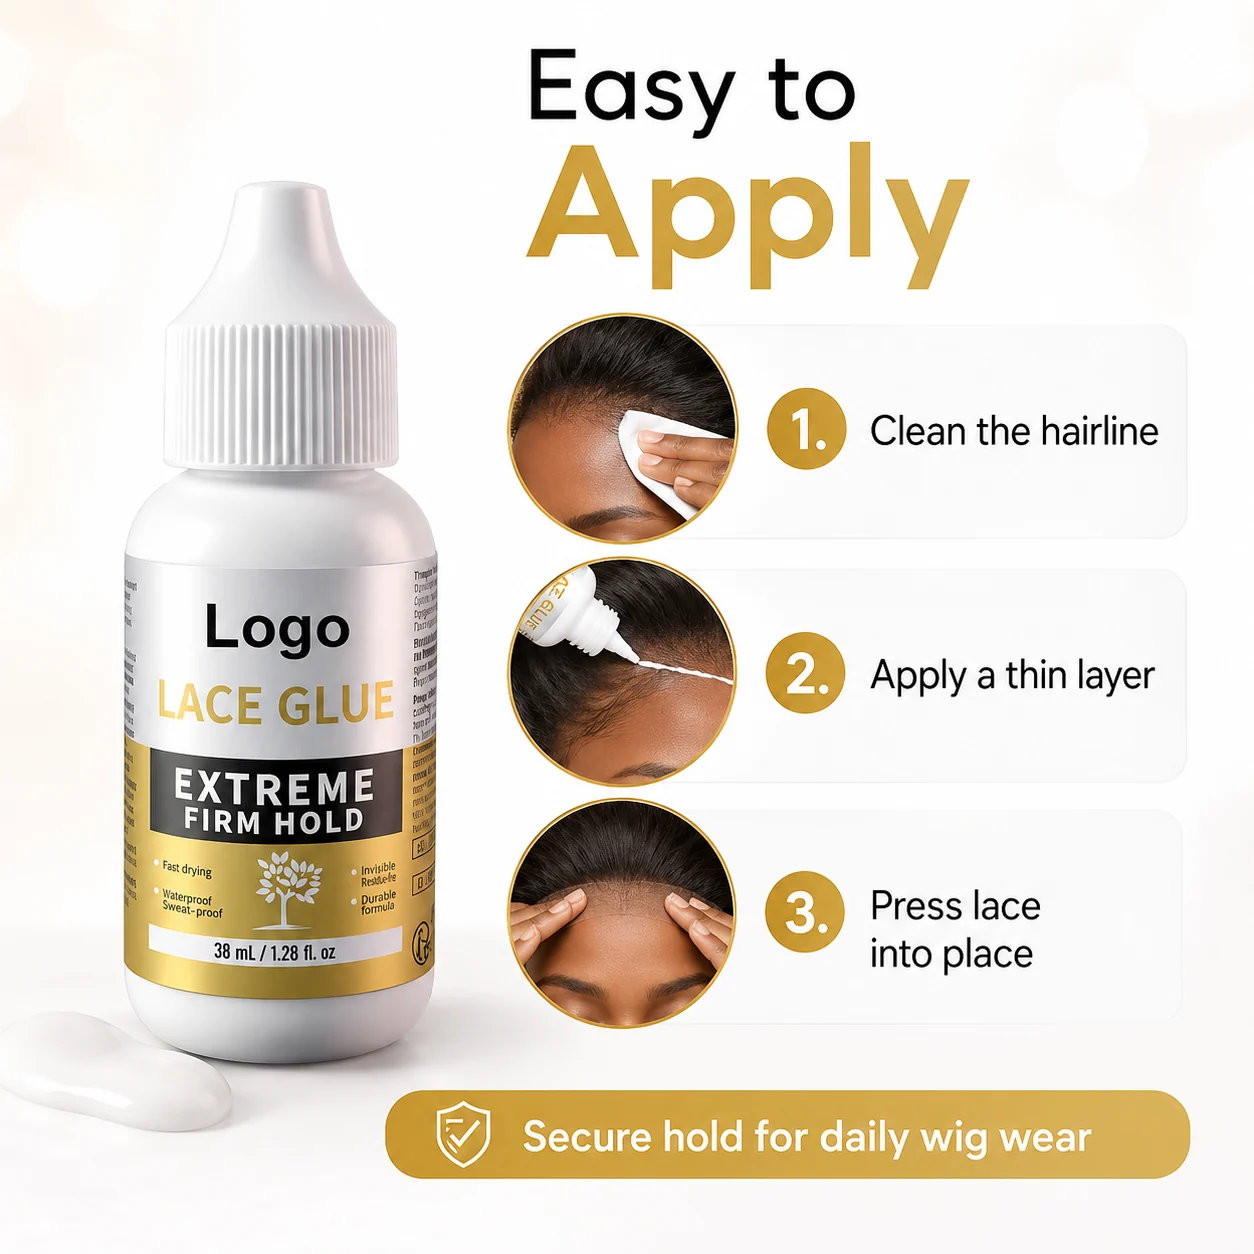 Easy to
Apply
1. Clean the hairline
2. Apply a thin layer
3. Press lace
into place
Secure hold for daily wig wear
Logo
LACE GLUE
EXTREME
FIRM HOLD
Fast drying
Waterproof
Sweat-proof
Invisible
Durable
formula
38 mL / 1.28 fl. oz
GLUE